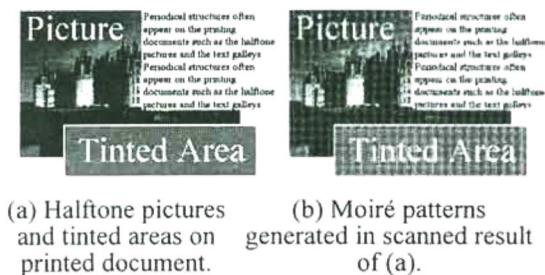 Picture
Periodical structures often
appear on the printing
documents such as the halftone
pictures and the text galleys
Periodical structures often
appear on the printing
documents such as the halftone
pictures and the text galleys
Tinted Area
(a) Halftone pictures
and tinted areas on
printed document.
Picture
Periodical structures often
appear on the printing
documents such as the halftone
pictures and the text galleys
Periodical structures often
appear on the printing
documents such as the halftone
pictures and the text galleys
Tinted Area
(b) Moiré patterns
generated in scanned result
of (a).